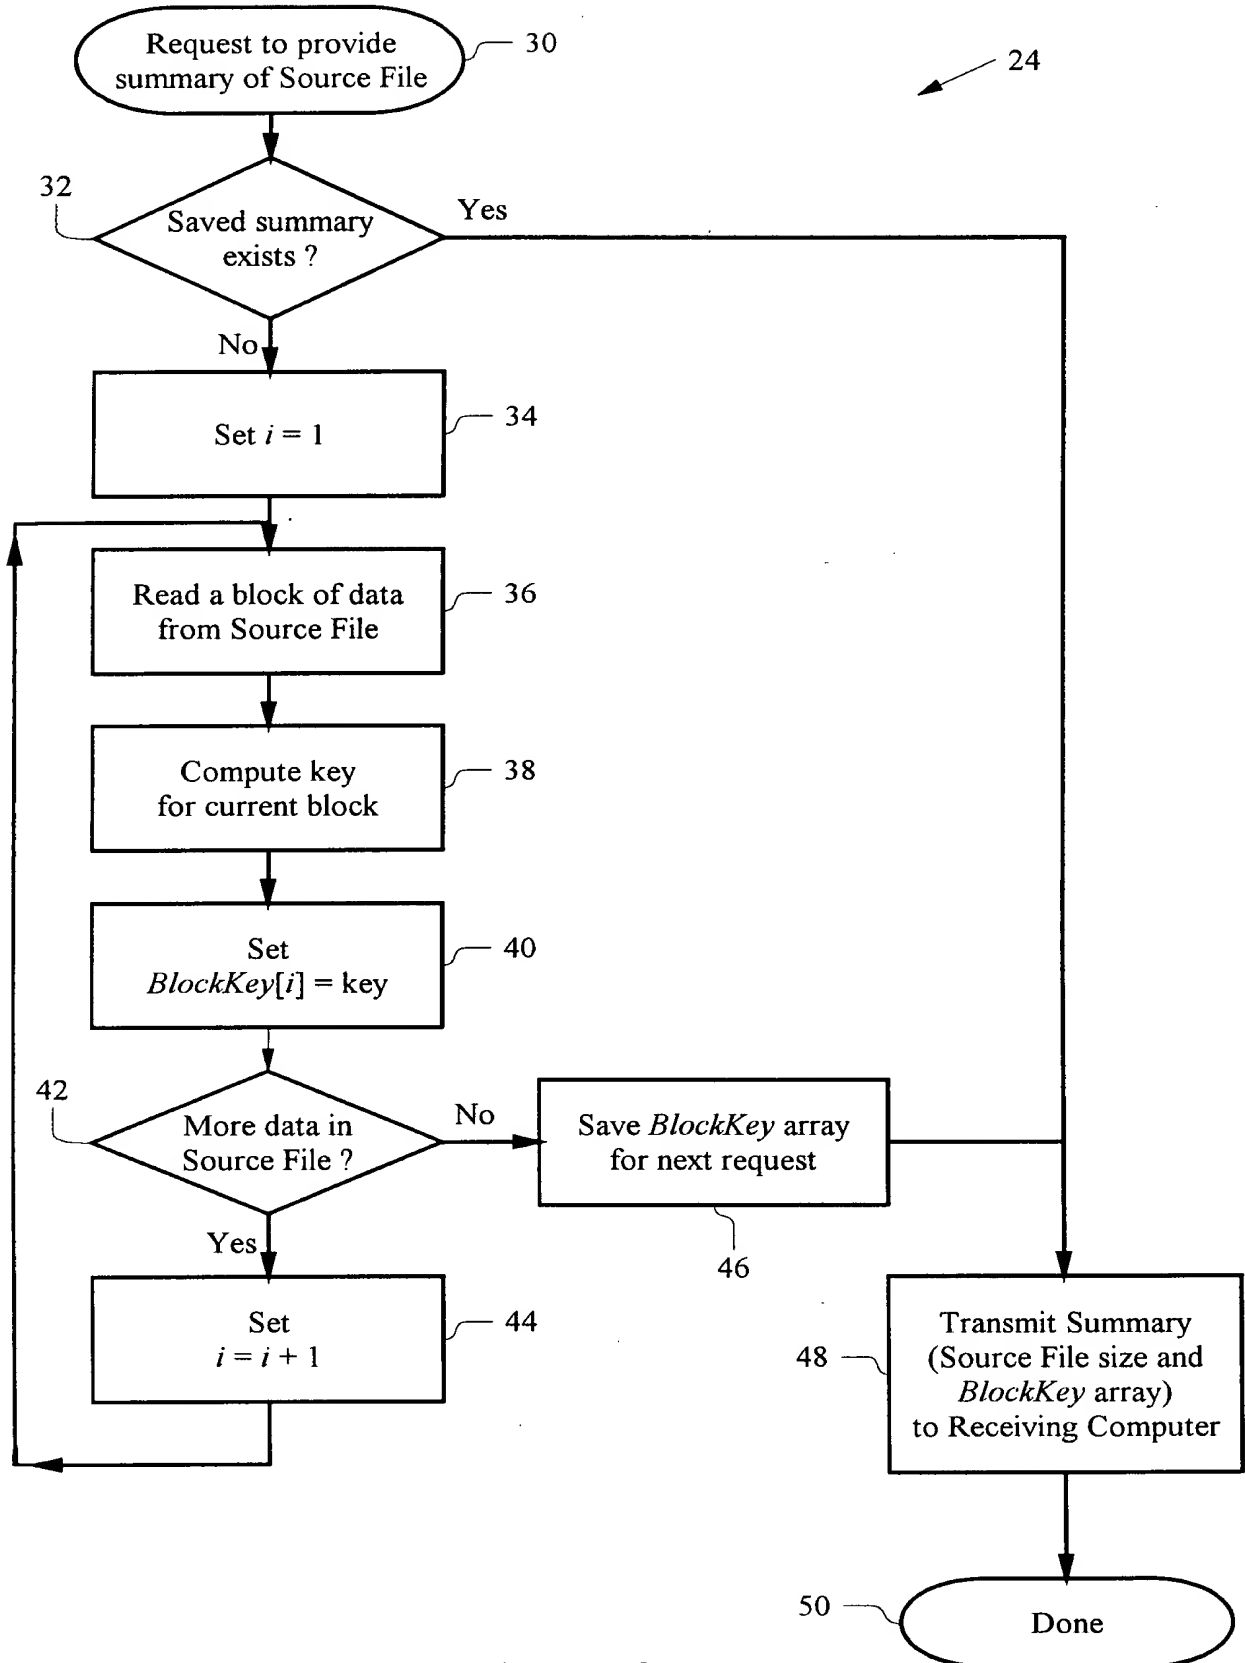 Request to provide
summary of Source File
30
24
32
Saved summary
exists ?
Yes
No
Set i = 1
34
Read a block of data
from Source File
36
Compute key
for current block
38
Set
BlockKey[i] = key
40
42
More data in
Source File ?
No
Save BlockKey array
for next request
46
Yes
Set
i = i + 1
44
48
Transmit Summary
(Source File size and
BlockKey array)
to Receiving Computer
50
Done